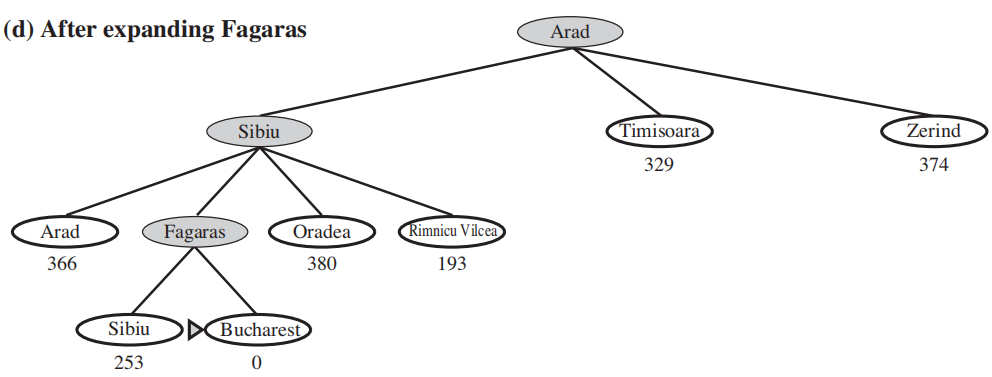 (d) After expanding Fagaras
Arad
Sibiu
Timisoara
Zerind
329
374
Arad
Fagaras
Oradea
Rimnicu Vilcea
366
380
193
Sibiu
Bucharest
253
0